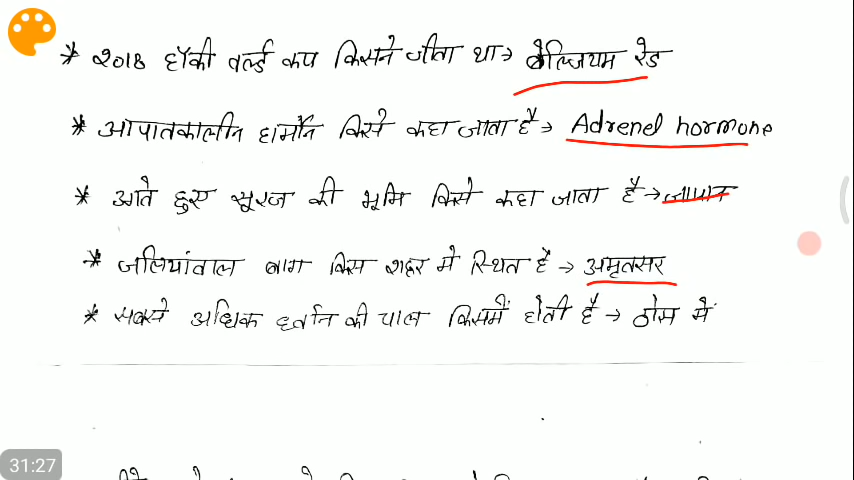 * 2018 हॉकी वर्ल्ड कप किसने जीता था→ बेल्जियम रेड
* आपातकालीन हार्मोन किसे कहा जाता है→ Adrenel hormone
* आते हुए सूरज की भूमि किसे कहा जाता है→ जापान
* जलियांवाल बाग किस शहर मे स्थित है → अमृतसर
* सबसे अधिक ध्वनि की चाल किसमें होती है → ठोस में
31:27